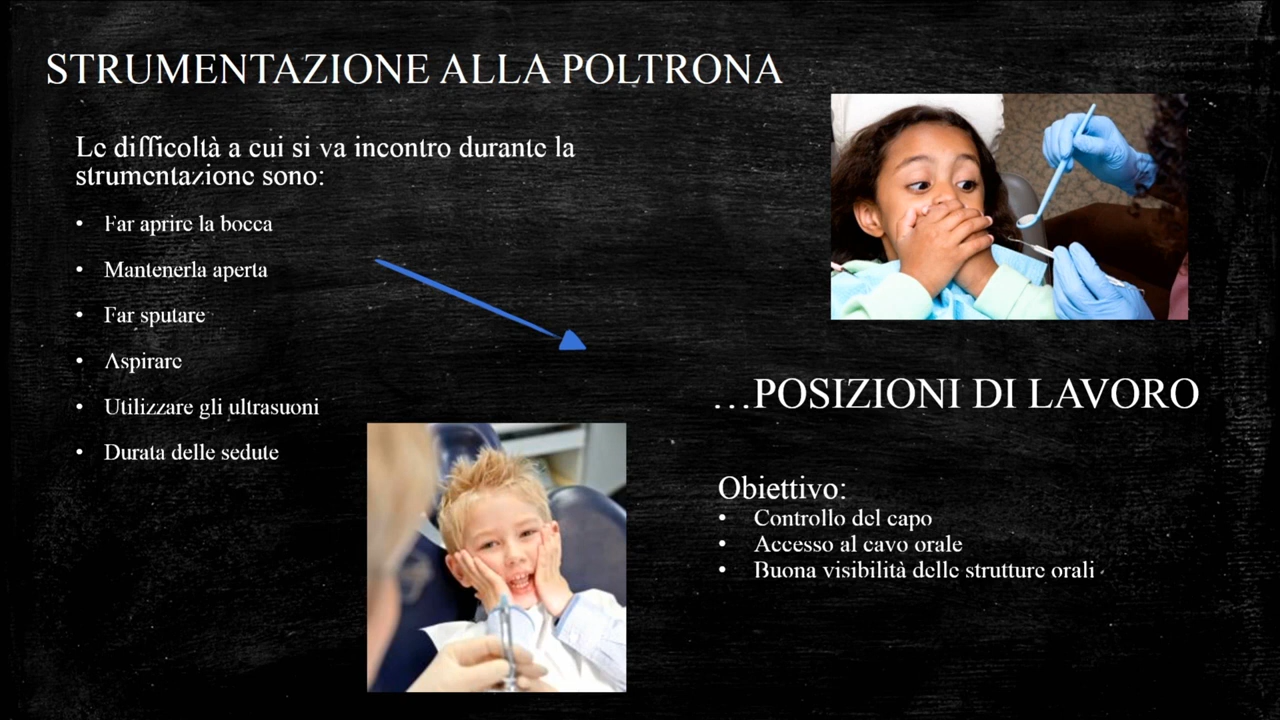 STRUMENTAZIONE ALLA POLTRONA
Le difficoltà a cui si va incontro durante la
strumentazione sono:
• Far aprire la bocca
• Mantenerla aperta
• Far sputare
• Aspirare
• Utilizzare gli ultrasuoni
• Durata delle sedute
…POSIZIONI DI LAVORO
Obiettivo:
• Controllo del capo
• Accesso al cavo orale
• Buona visibilità delle strutture orali